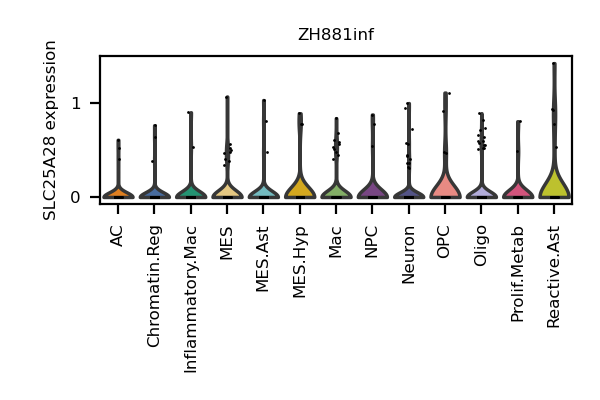 ZH881inf
SLC25A28 expression
1
0
AC
Chromatin.Reg
Inflammatory.Mac
MES
MES.Ast
MES.Hyp
Mac
NPC
Neuron
OPC
Oligo
Prolif.Metab
Reactive.Ast